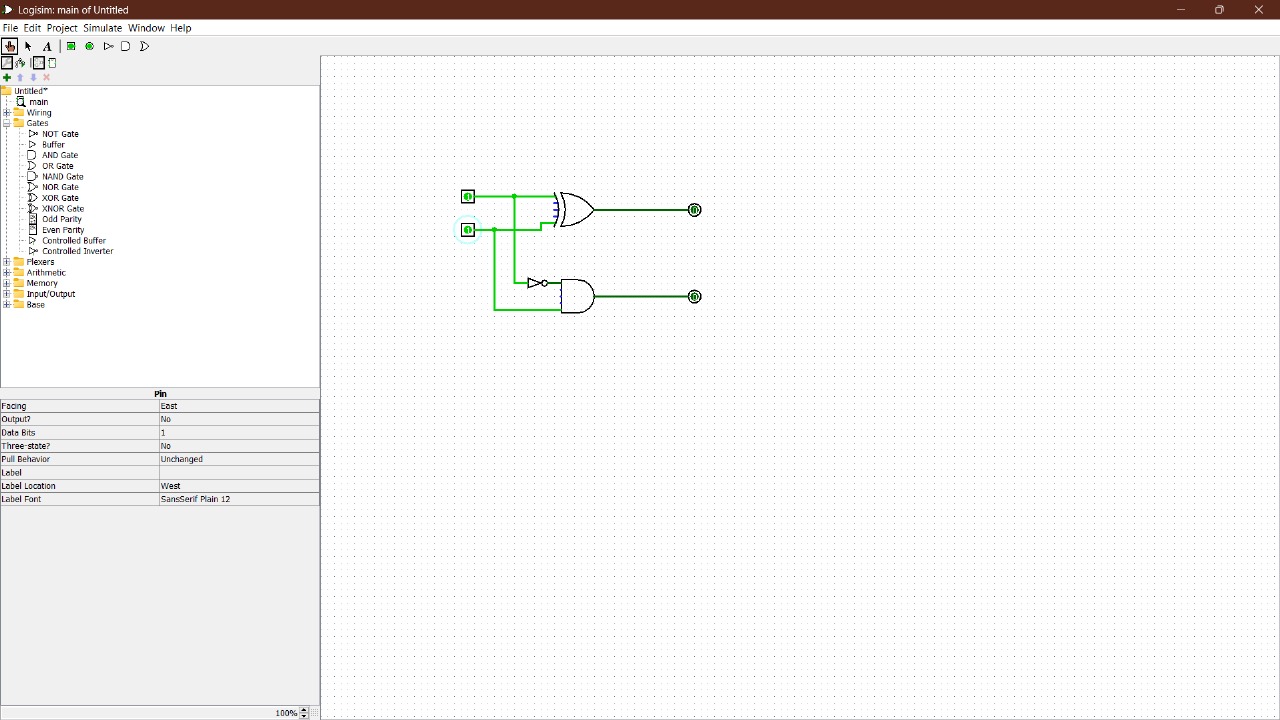 Logisim: main of Untitled
File Edit Project Simulate Window Help
A
Untitled*
main
Wiring
Gates
NOT Gate
Buffer
AND Gate
OR Gate
NAND Gate
NOR Gate
XOR Gate
XNOR Gate
Odd Parity
Even Parity
Controlled Buffer
Controlled Inverter
Plexers
Arithmetic
Memory
Input/Output
Base
Pin
Facing East
Output? No
Data Bits 1
Three-state? No
Pull Behavior Unchanged
Label
Label Location West
Label Font SansSerif Plain 12
100%
1
0
1
0